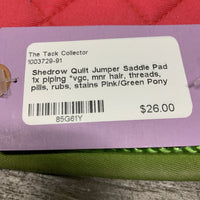 The Tack Collector
1003729-91
Shedrow Quilt Jumper Saddle Pad
1x piping *vgc, mnr hair, threads,
pills, rubs, stains Pink/Green Pony
$26.00
85G61Y